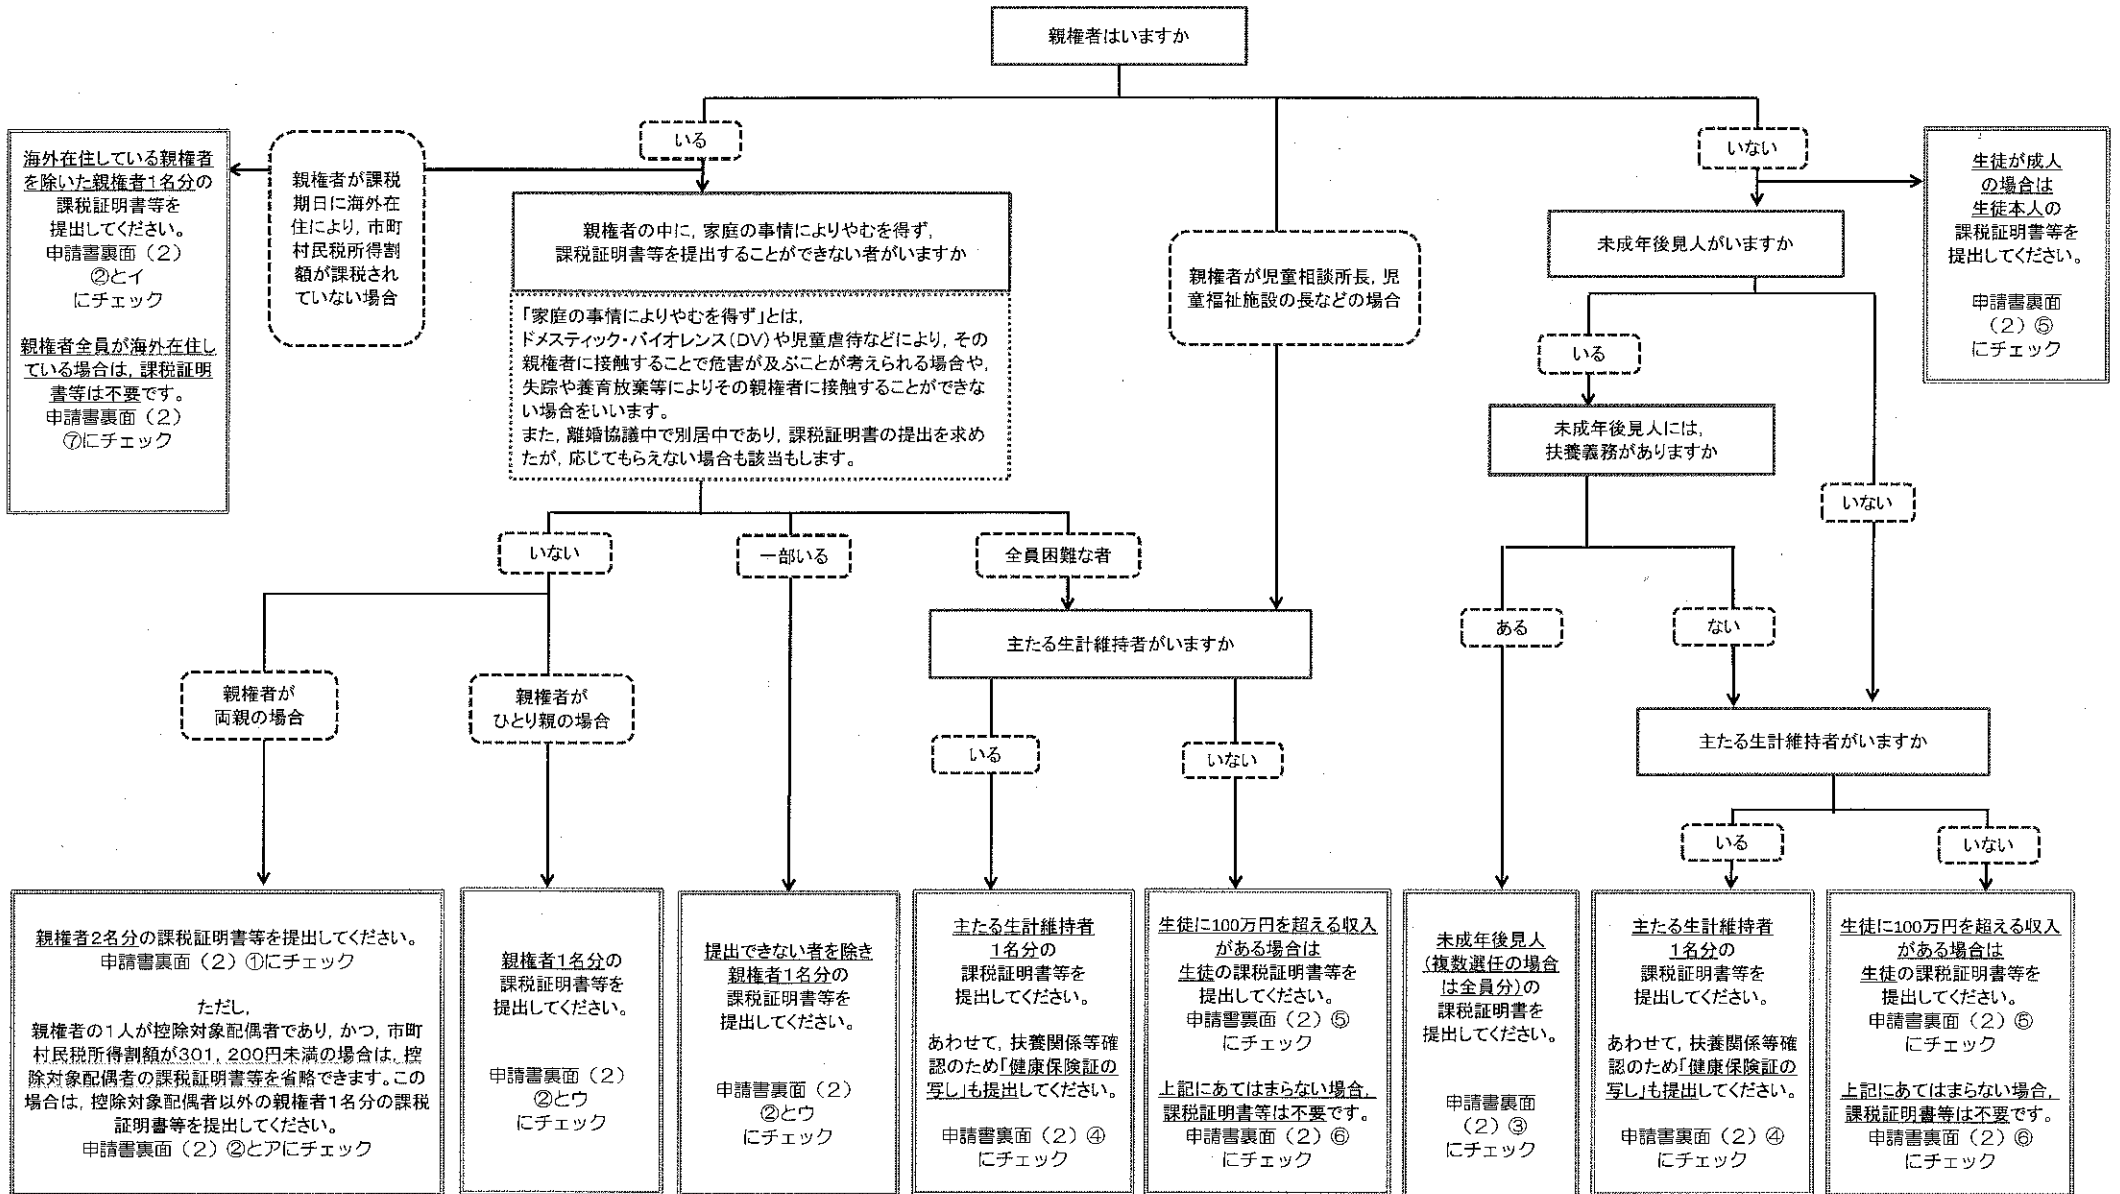 親権者はいますか
いる
いない
海外在住している親権者
を除いた親権者1名分の
課税証明書等を
提出してください。
申請書裏面（2）
②とイ
にチェック
親権者全員が海外在住し
ている場合は，課税証明
書等は不要です。
申請書裏面（2）
⑦にチェック
親権者が課税
期日に海外在
住により，市町
村民税所得割
額が課税され
ていない場合
親権者の中に，家庭の事情によりやむを得ず，
課税証明書等を提出することができない者がいますか
「家庭の事情によりやむを得ず」とは，
ドメスティック・バイオレンス（DV）や児童虐待などにより，その
親権者に接触することで危害が及ぶことが考えられる場合や，
失踪や養育放棄等によりその親権者に接触することができな
い場合をいいます。
また，離婚協議中で別居中であり，課税証明書の提出を求め
たが，応じてもらえない場合も該当もします。
親権者が児童相談所長，児
童福祉施設の長などの場合
未成年後見人がいますか
生徒が成人
の場合は
生徒本人の
課税証明書等を
提出してください。
申請書裏面
（2）⑤
にチェック
いる
未成年後見人には，
扶養義務がありますか
いない
いない
一部いる
全員困難な者
主たる生計維持者がいますか
ある
ない
親権者が
両親の場合
親権者が
ひとり親の場合
いる
いない
主たる生計維持者がいますか
いる
いない
親権者2名分の課税証明書等を提出してください。
申請書裏面（2）①にチェック
ただし，
親権者の1人が控除対象配偶者であり，かつ，市町
村民税所得割額が301，200円未満の場合は，控
除対象配偶者の課税証明書等を省略できます。この
場合は，控除対象配偶者以外の親権者1名分の課税
証明書等を提出してください。
申請書裏面（2）②とアにチェック
親権者1名分の
課税証明書等を
提出してください。
申請書裏面（2）
②とウ
にチェック
提出できない者を除き
親権者1名分の
課税証明書等を
提出してください。
申請書裏面（2）
②とウ
にチェック
主たる生計維持者
1名分の
課税証明書等を
提出してください。
あわせて，扶養関係等確
認のため「健康保険証の
写し」も提出してください。
申請書裏面（2）④
にチェック
生徒に100万円を超える収入
がある場合は
生徒の課税証明書等を
提出してください。
申請書裏面（2）⑤
にチェック
上記にあてはまらない場合，
課税証明書等は不要です。
申請書裏面（2）⑥
にチェック
未成年後見人
（複数選任の場合
は全員分）の
課税証明書を
提出してください。
申請書裏面
（2）③
にチェック
主たる生計維持者
1名分の
課税証明書等を
提出してください。
あわせて，扶養関係等確
認のため「健康保険証の
写し」も提出してください。
申請書裏面（2）④
にチェック
生徒に100万円を超える収入
がある場合は
生徒の課税証明書等を
提出してください。
申請書裏面（2）⑤
にチェック
上記にあてはまらない場合，
課税証明書等は不要です。
申請書裏面（2）⑥
にチェック